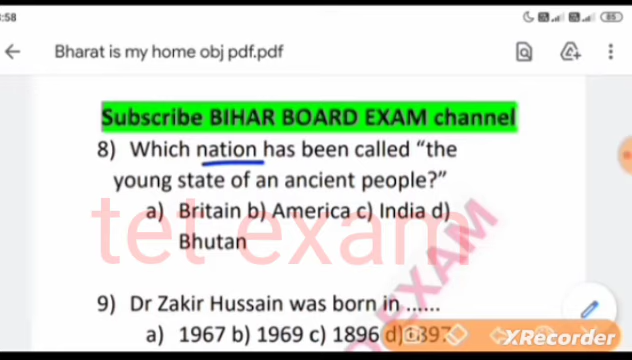 :58
85
Bharat is my home obj pdf.pdf
Subscribe BIHAR BOARD EXAM channel
8) Which nation has been called “the
young state of an ancient people?”
a) Britain b) America c) India d)
Bhutan
tet exam
EXAM
9) Dr Zakir Hussain was born in ......
a) 1967 b) 1969 c) 1896 d) 1897
XRecorder